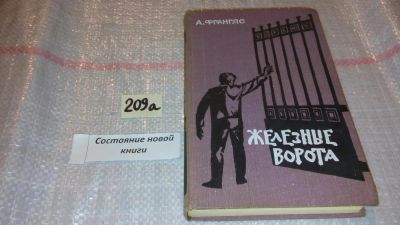 А. ФРАНГЯС
209а
Состояние новой
книги
ЖЕЛЕЗНЫЕ
ВОРОТА